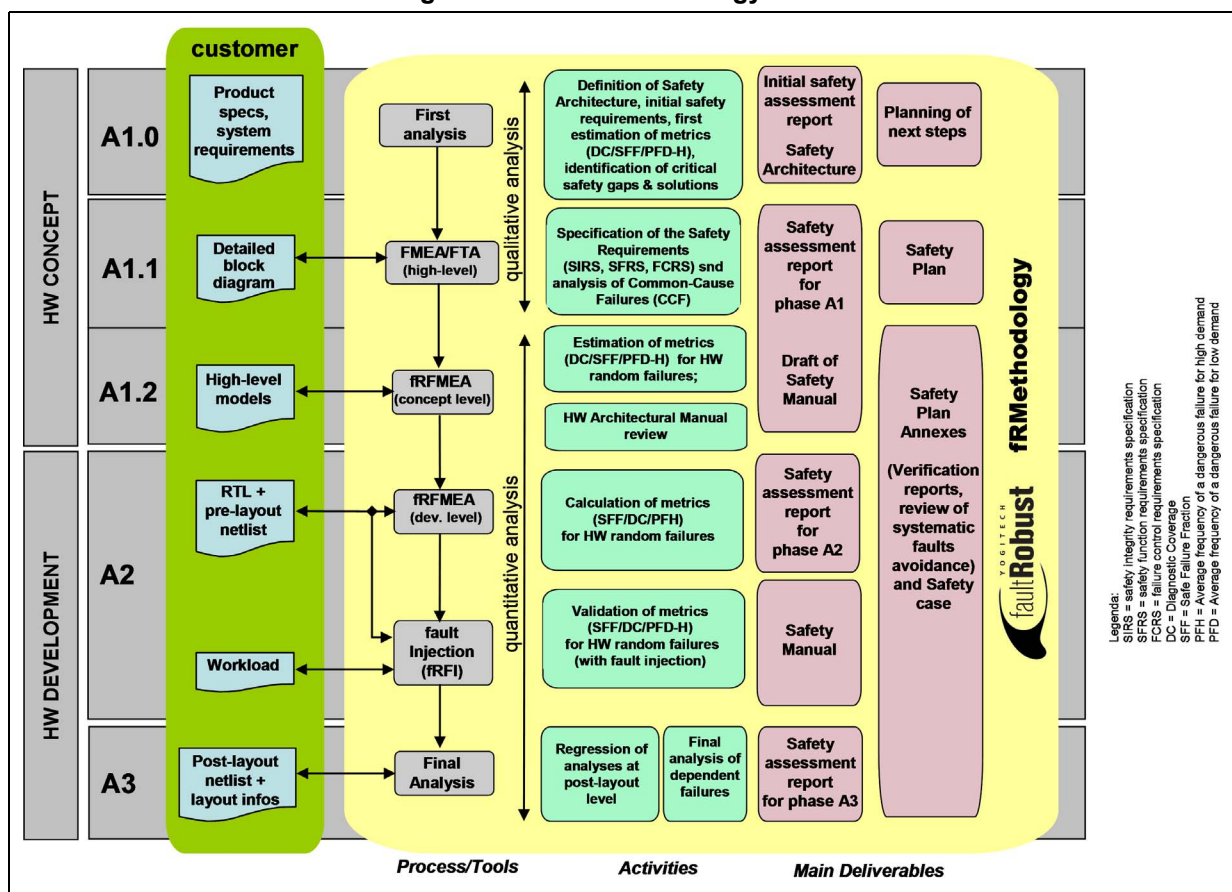 customer
HW CONCEPT
A1.0
Product
specs,
system
requirements
First
analysis
qualitative analysis
Definition of Safety
Architecture, initial safety
requirements, first
estimation of metrics
(DC/SFF/PFD-H),
identification of critical
safety gaps & solutions
Initial safety
assessment
report
Safety
Architecture
Planning of
next steps
A1.1
Detailed
block
diagram
FMEA/FTA
(high-level)
Specification of the Safety
Requirements
(SIRS, SFRS, FCRS) snd
analysis of Common-Cause
Failures (CCF)
Safety
assessment
report
for
phase A1
Safety
Plan
A1.2
High-level
models
fRFMEA
(concept level)
quantitative analysis
Estimation of metrics
(DC/SFF/PFD-H) for HW
random failures;
HW Architectural Manual
review
Draft of
Safety
Manual
Safety
Plan
Annexes
(Verification
reports,
review of
systematic
faults
avoidance)
and Safety
case
HW DEVELOPMENT
A2
RTL +
pre-layout
netlist
fRFMEA
(dev. level)
Calculation of metrics
(SFF/DC/PFH)
for HW random failures
Safety
assessment
report
for
phase A2
Workload
fault
Injection
(fRFI)
Validation of metrics
(SFF/DC/PFD-H)
for HW random failures
(with fault injection)
Safety
Manual
A3
Post-layout
netlist +
layout infos
Final
Analysis
Regression of
analyses at
post-layout
level
Final
analysis of
dependent
failures
Safety
assessment
report
for phase A3
Process/Tools
Activities
Main Deliverables
YOGITECH
faultRobust
fRMethodology
Legenda:
SIRS = safety integrity requirements specification
SFRS = safety function requirements specification
FCRS = failure control requirements specification
DC = Diagnostic Coverage
SFF = Safe Failure Fraction
PFH = Average frequency of a dangerous failure for high demand
PFD = Average frequency of a dangerous failure for low demand